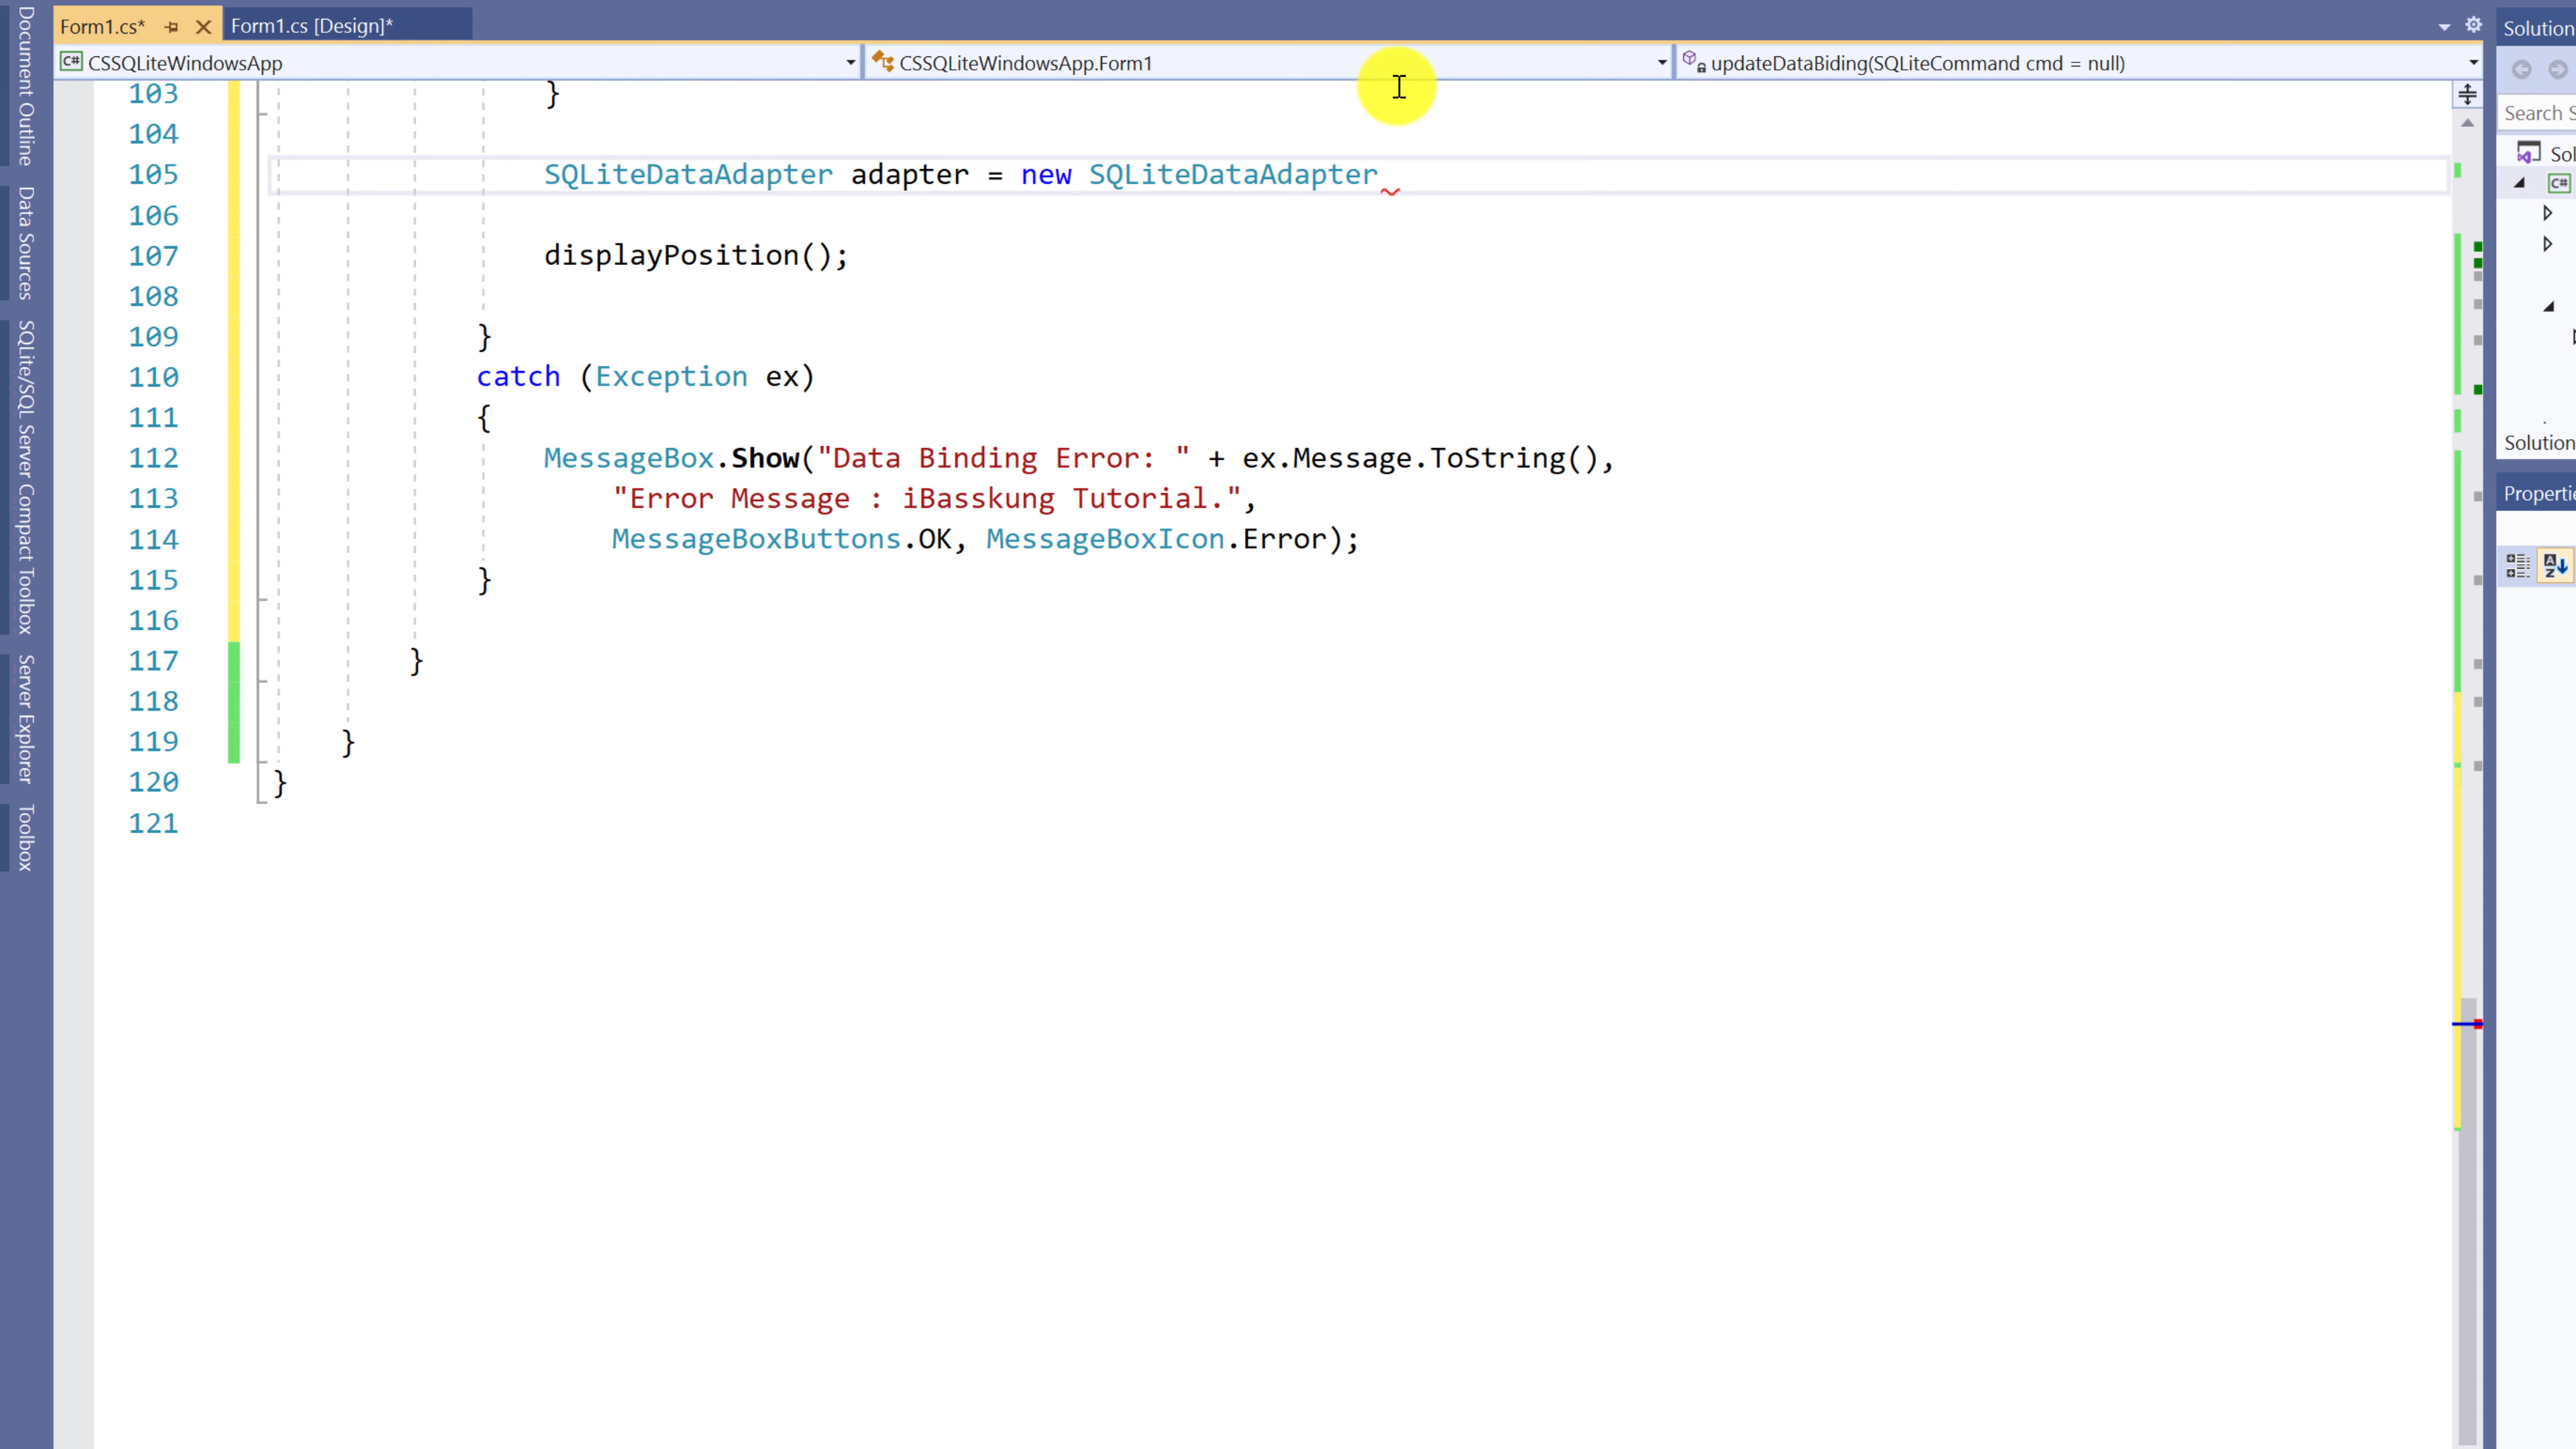 Form1.cs*
Form1.cs [Design]*
CSSQLiteWindowsApp
CSSQLiteWindowsApp.Form1
updateDataBiding(SQLiteCommand cmd = null)
103 }
104
105 SQLiteDataAdapter adapter = new SQLiteDataAdapter
106
107 displayPosition();
108
109 }
110 catch (Exception ex)
111 {
112 MessageBox.Show("Data Binding Error: " + ex.Message.ToString(),
113 "Error Message : iBasskung Tutorial.",
114 MessageBoxButtons.OK, MessageBoxIcon.Error);
115 }
116
117 }
118
119 }
120 }
121
Document Outline
Data Sources
SQLite/SQL Server Compact Toolbox
Server Explorer
Toolbox
Solution
Search S
Sol
C#
Solution
Properti